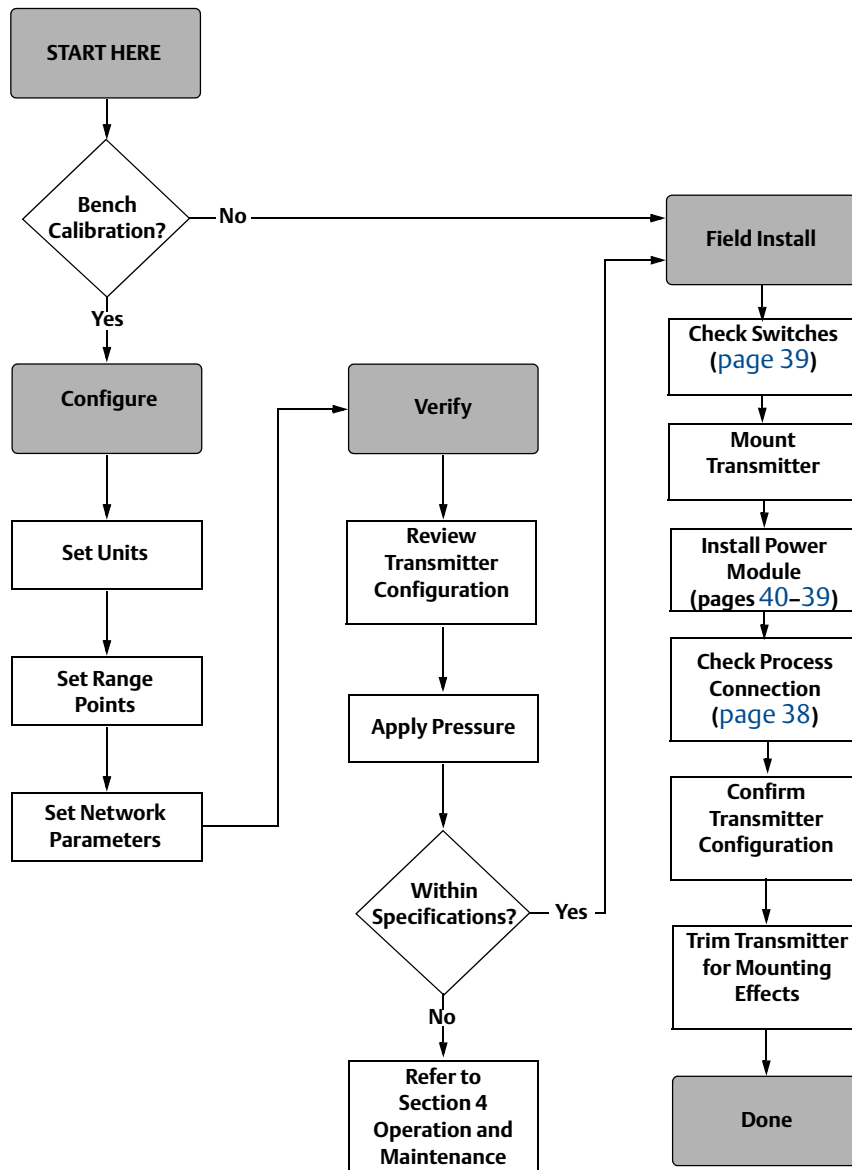 START HERE
Bench
Calibration?
No
Yes
Configure
Set Units
Set Range
Points
Set Network
Parameters
Verify
Review
Transmitter
Configuration
Apply Pressure
Within
Specifications?
Yes
No
Refer to
Section 4
Operation and
Maintenance
Field Install
Check Switches
(page 39)
Mount
Transmitter
Install Power
Module
(pages 40–39)
Check Process
Connection
(page 38)
Confirm
Transmitter
Configuration
Trim Transmitter
for Mounting
Effects
Done